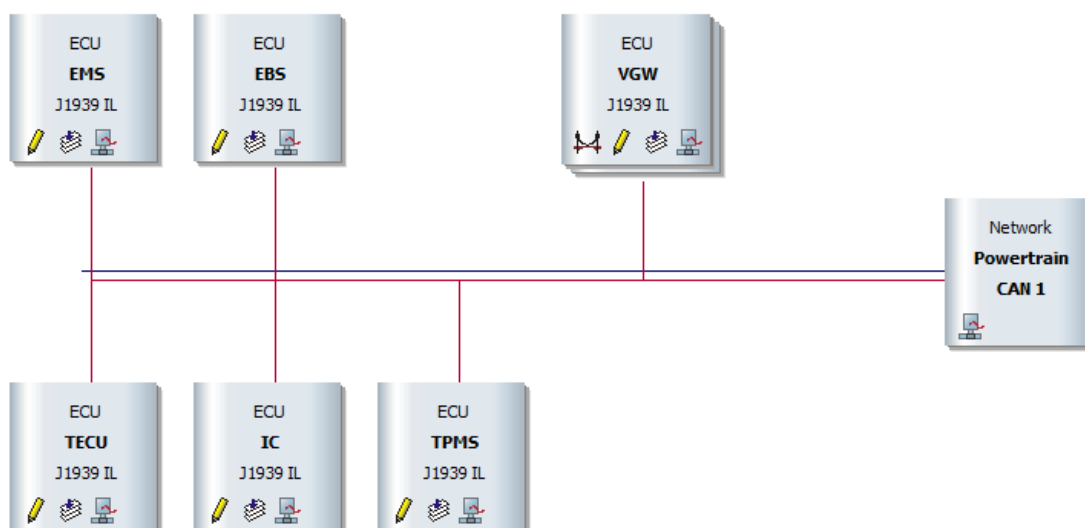 ECU
EMS
J1939 IL
ECU
EBS
J1939 IL
ECU
VGW
J1939 IL
Network
Powertrain
CAN 1
ECU
TECU
J1939 IL
ECU
IC
J1939 IL
ECU
TPMS
J1939 IL